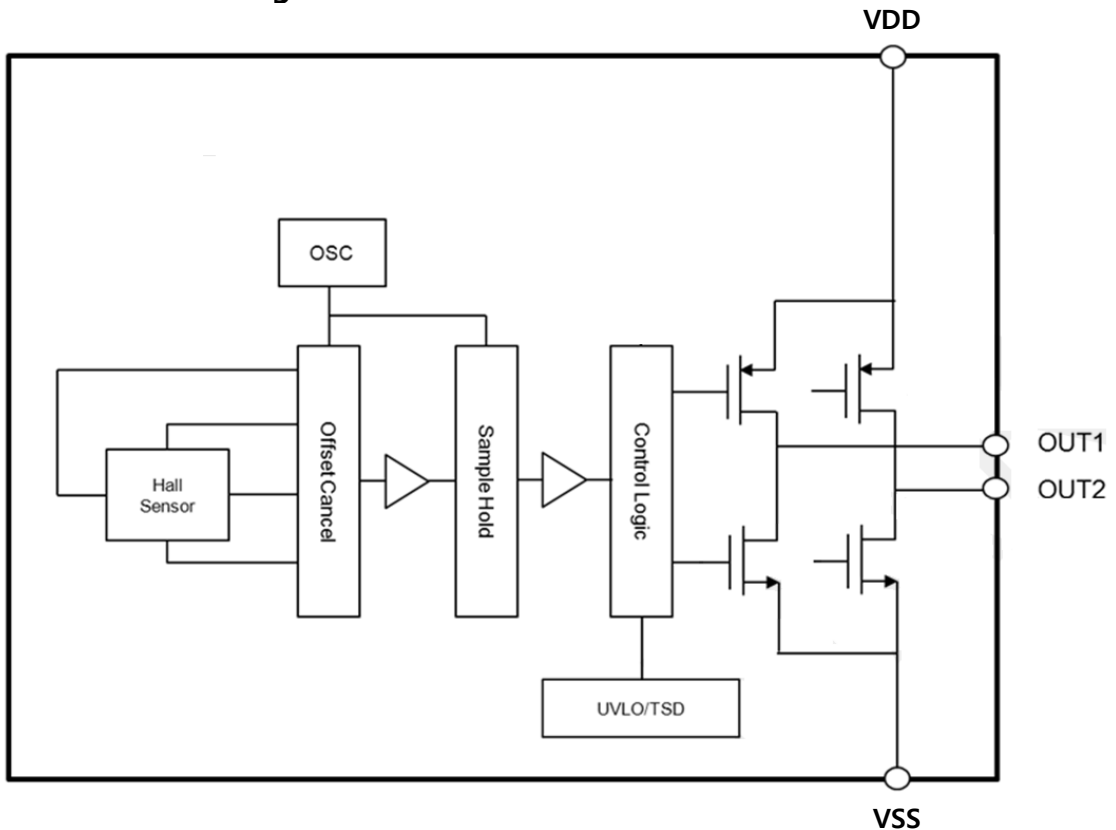 VDD
OSC
Offset Cancel
Sample Hold
Control Logic
Hall
Sensor
OUT1
OUT2
UVLO/TSD
VSS